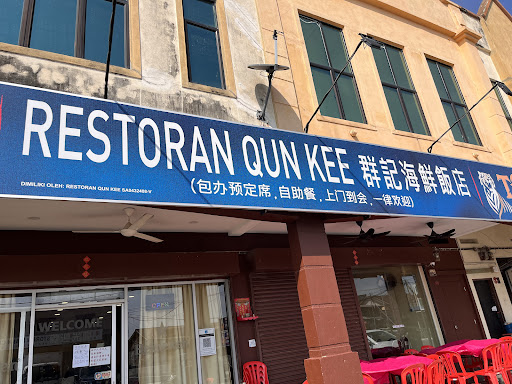 RESTORAN QUN KEE 群記海鮮飯店
(包办预定席,自助餐,上门到会,一律欢迎)
DIMILIKI OLEH: RESTORAN QUN KEE
WELCOME
OPEN